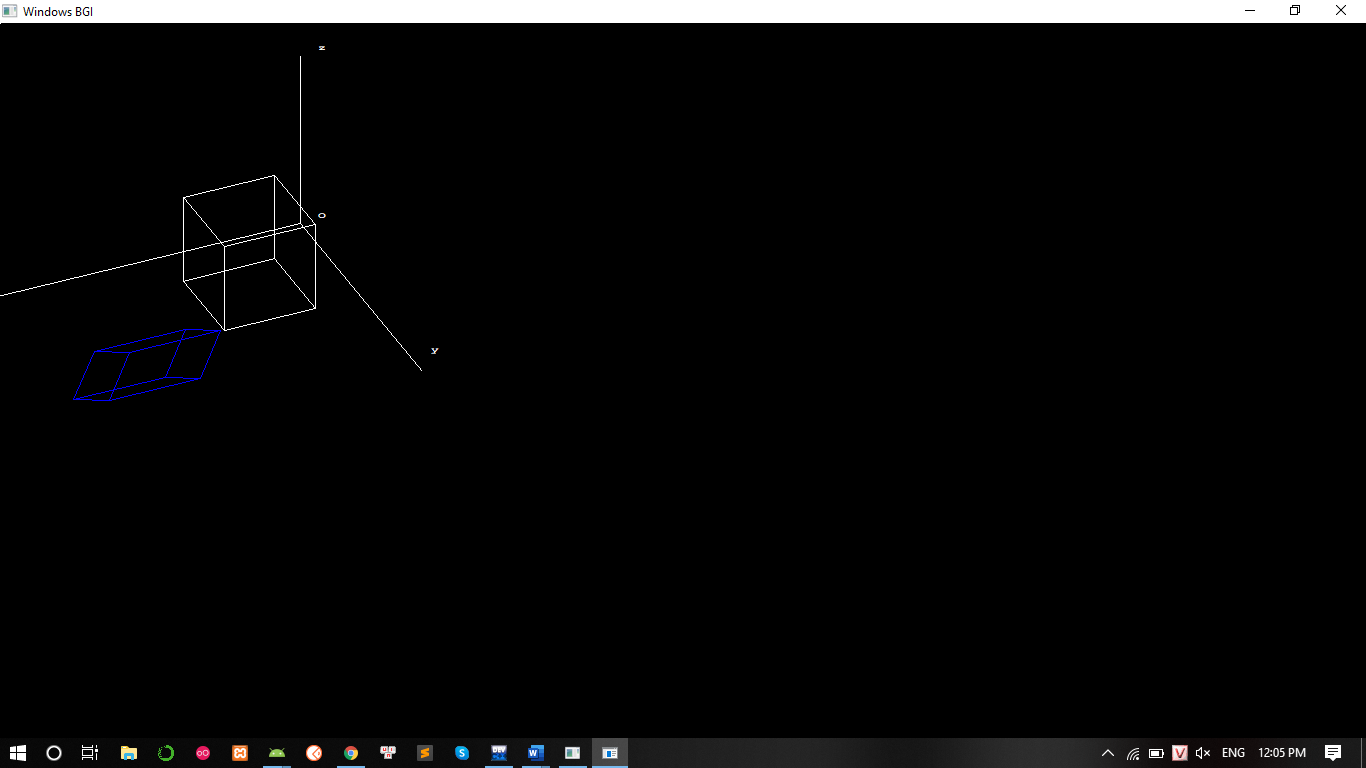 Windows BGI
z
O
y
ENG
12:05 PM